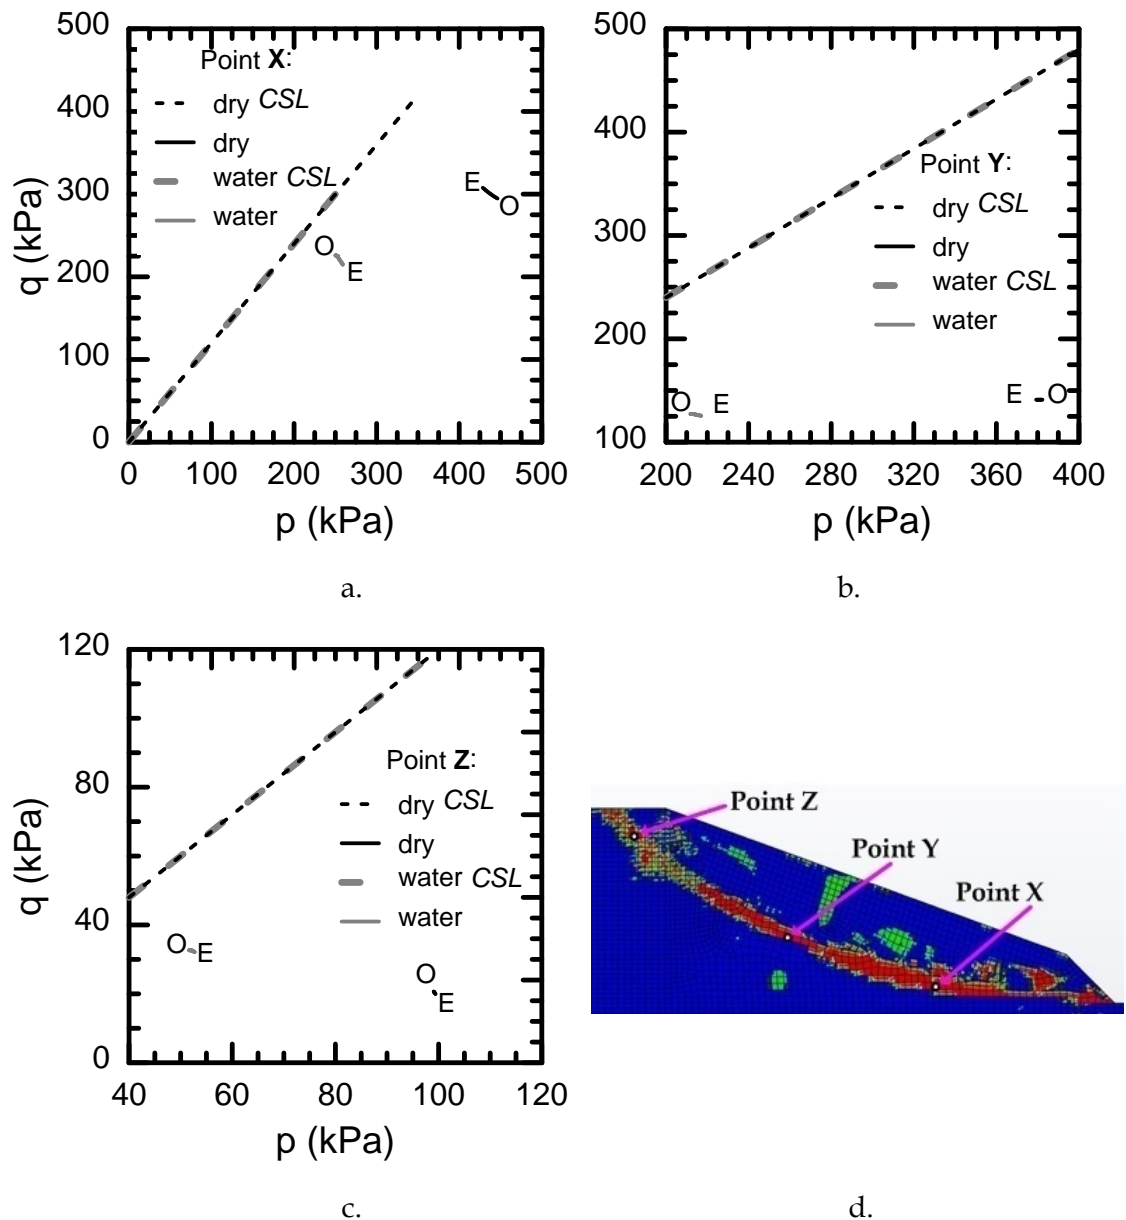 500
400
300
200
100
0
q (kPa)
Point X:
dry CSL
dry
water CSL
water
E
O
O
E
0 100 200 300 400 500
p (kPa)
a.
500
400
300
200
100
Point Y:
dry CSL
dry
water CSL
water
O E
E O
200 240 280 320 360 400
p (kPa)
b.
120
80
40
0
q (kPa)
Point Z:
dry CSL
dry
water CSL
water
O E
O
E
40 60 80 100 120
p (kPa)
c.
Point Z
Point Y
Point X
d.